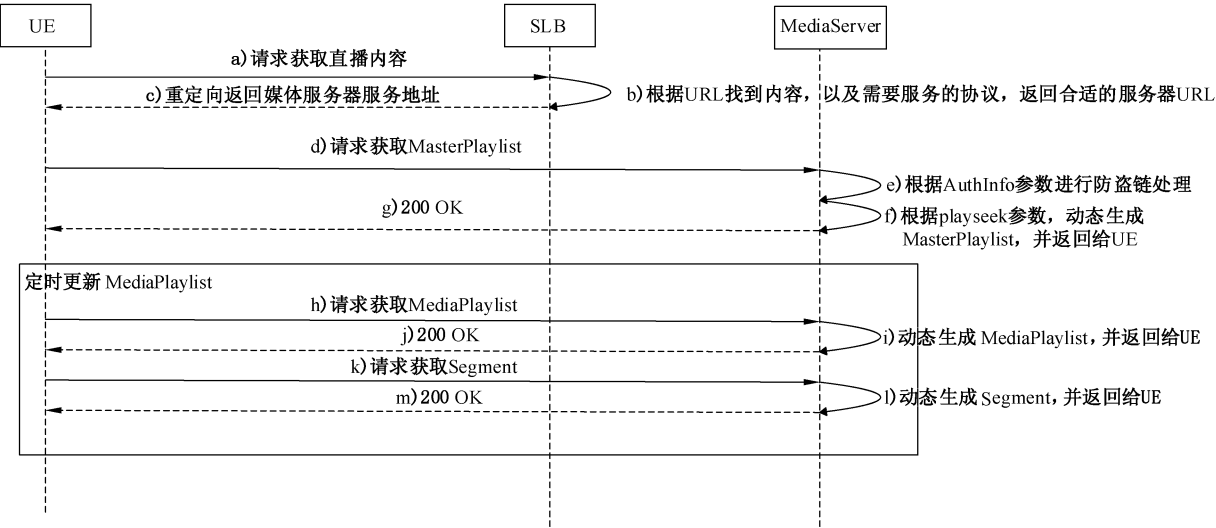 UE
SLB
MediaServer
a)请求获取直播内容
c)重定向返回媒体服务器服务地址
b)根据URL找到内容，以及需要服务的协议，返回合适的服务器URL
d)请求获取MasterPlaylist
e)根据AuthInfo参数进行防盗链处理
g)200 OK
f)根据playseek参数，动态生成
MasterPlaylist，并返回给UE
定时更新 MediaPlaylist
h)请求获取MediaPlaylist
j)200 OK
i)动态生成 MediaPlaylist，并返回给UE
k)请求获取Segment
m)200 OK
l)动态生成 Segment，并返回给UE